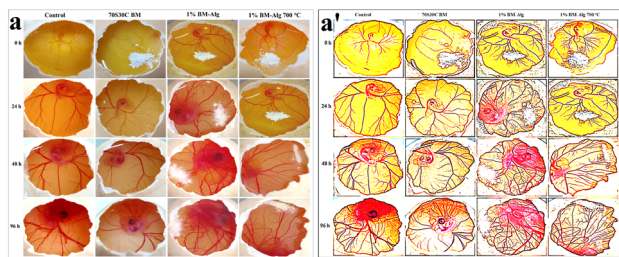 a
Control
70S30C BM
1% BM-Alg
1% BM-Alg 700 °C
0 h
24 h
48 h
96 h
a'
Control
70S30C BM
1% BM-Alg
1% BM-Alg 700 °C
0 h
24 h
48 h
96 h